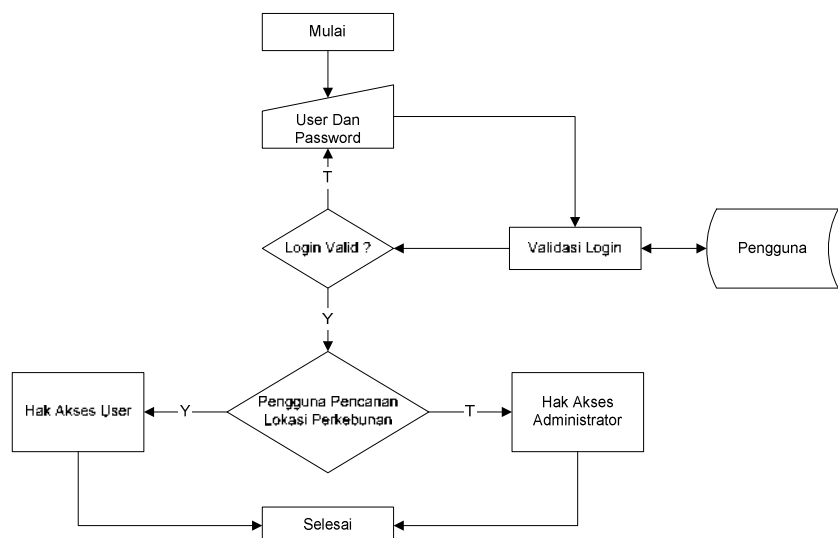 Mulai
User Dan
Password
T
Login Valid ?
Validasi Login
Pengguna
Y
Pengguna Pencarian
Lokasi Perkebunan
Hak Akses User
Y
T
Hak Akses
Administrator
Selesai